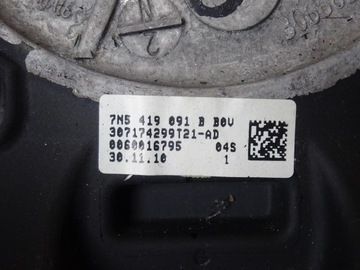 7N5 419 091 B B0V
307174299T21-AD
0060016795 04S
30.11.10 1